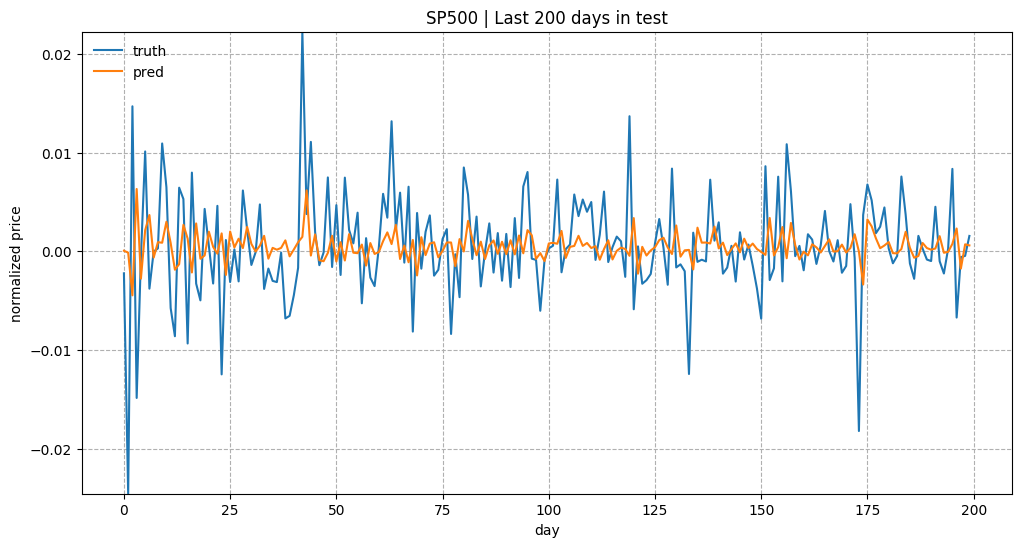 SP500 | Last 200 days in test
truth
pred
0.02
0.01
0.00
−0.01
−0.02
normalized price
0 25 50 75 100 125 150 175 200
day